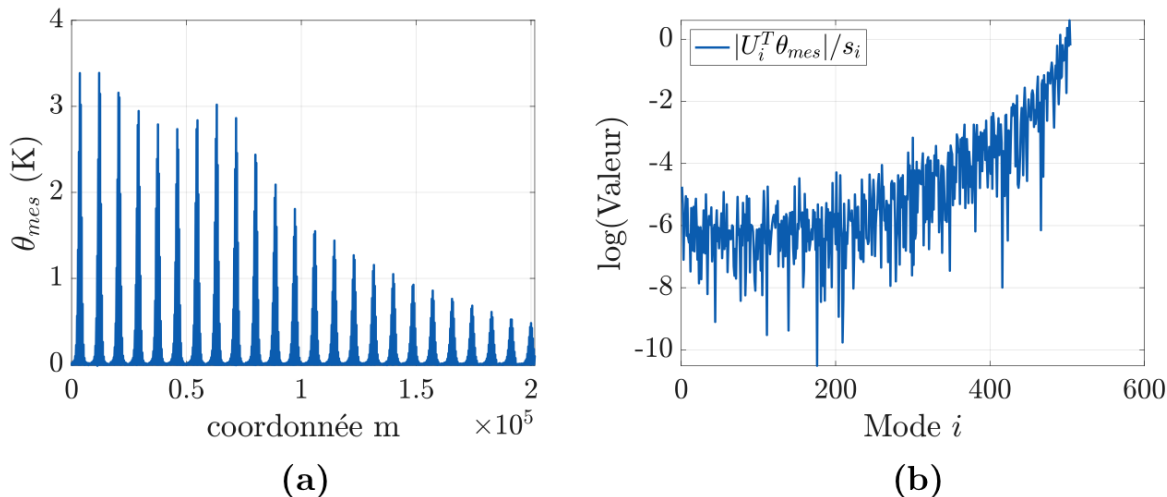 4
3
2
1
0
θ_mes (K)
0 0.5 1 1.5 2
×10^5
coordonnée m
(a)
|U_i^T θ_mes|/s_i
0
-2
-4
-6
-8
-10
log(Valeur)
0 200 400 600
Mode i
(b)